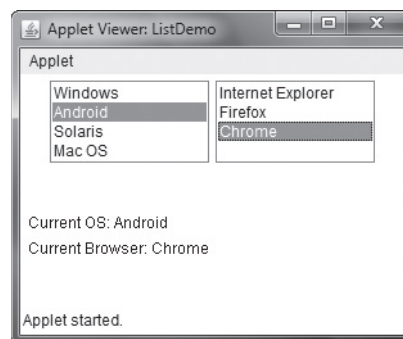 Applet Viewer: ListDemo
Applet
Windows
Android
Solaris
Mac OS
Internet Explorer
Firefox
Chrome
Current OS: Android
Current Browser: Chrome
Applet started.